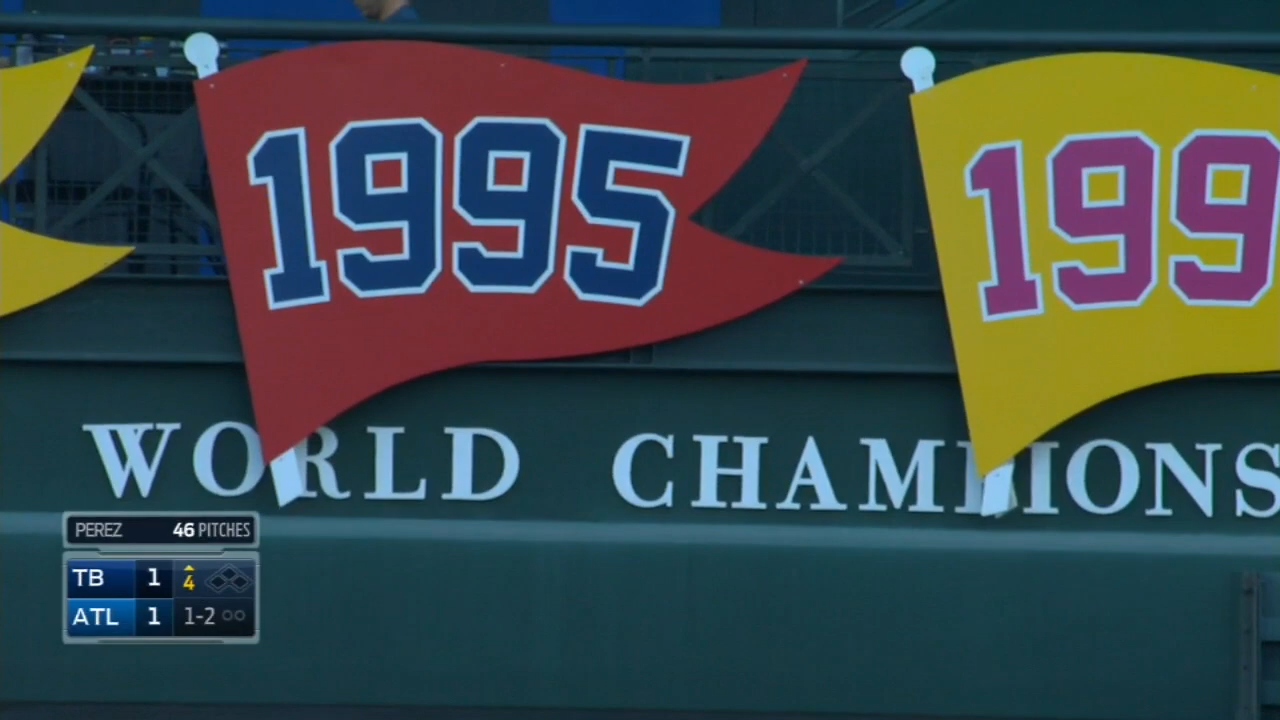 1995
199
WORLD CHAMPIONS
PEREZ 46 PITCHES
TB 1 4
ATL 1 1-2